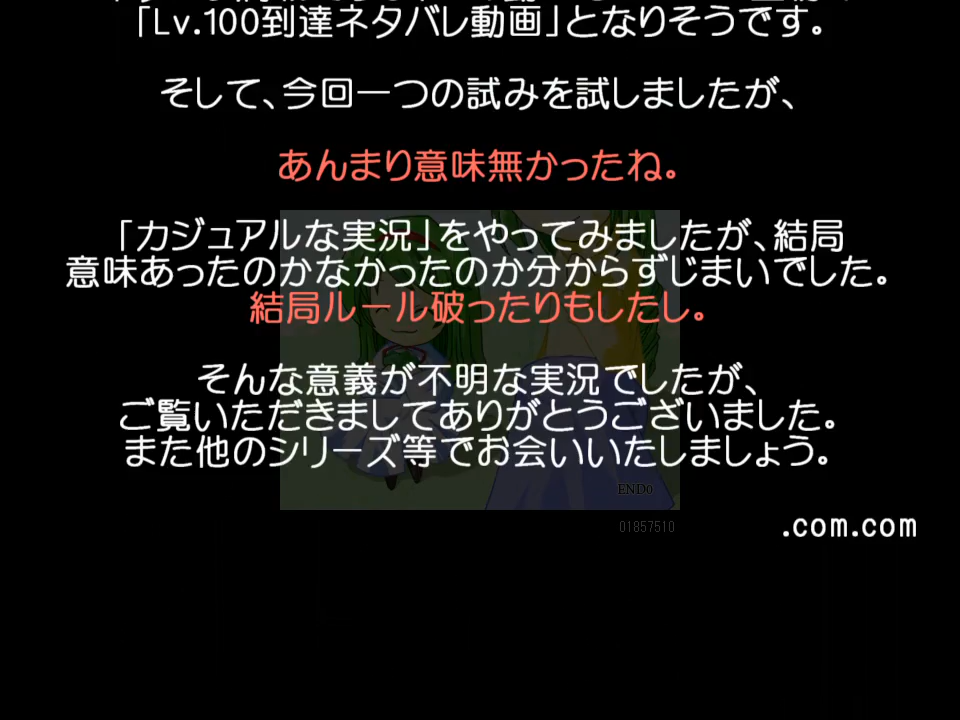 「Lv.100到達ネタバレ動画」となりそうです。
そして、今回一つの試みを試しましたが、
あんまり意味無かったね。
「カジュアルな実況」をやってみましたが、結局
意味あったのかなかったのか分からずじまいでした。
結局ルール破ったりもしたし。
そんな意義が不明な実況でしたが、
ご覧いただきましてありがとうございました。
また他のシリーズ等でお会いいたしましょう。
ENDo
01857510
.com.com